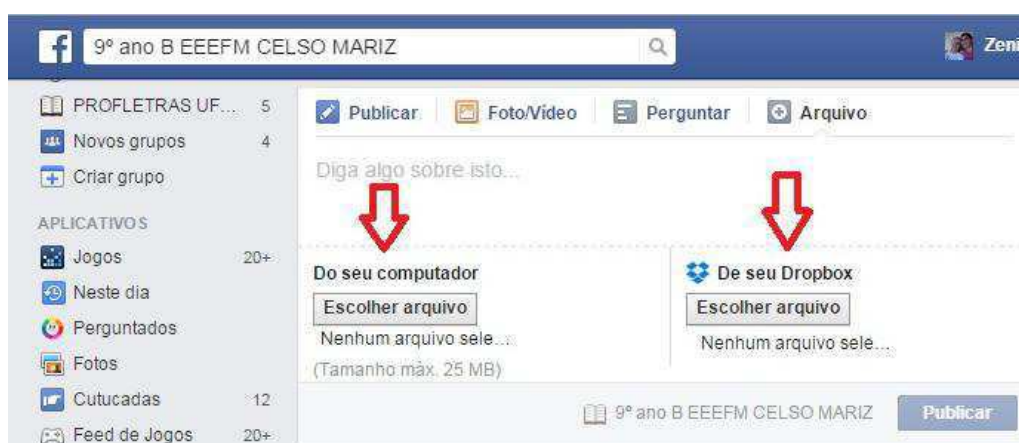 f 9º ano B EEEFM CELSO MARIZ Zeni
PROFLETRAS UF... 5
Novos grupos 4
Criar grupo
APLICATIVOS
Jogos 20+
Neste dia
Perguntados
Fotos
Cutucadas 12
Feed de Jogos 20+
Publicar Foto/Vídeo Perguntar Arquivo
Diga algo sobre isto...
Do seu computador
Escolher arquivo
Nenhum arquivo sele...
(Tamanho máx. 25 MB)
De seu Dropbox
Escolher arquivo
Nenhum arquivo sele...
9º ano B EEEFM CELSO MARIZ Publicar